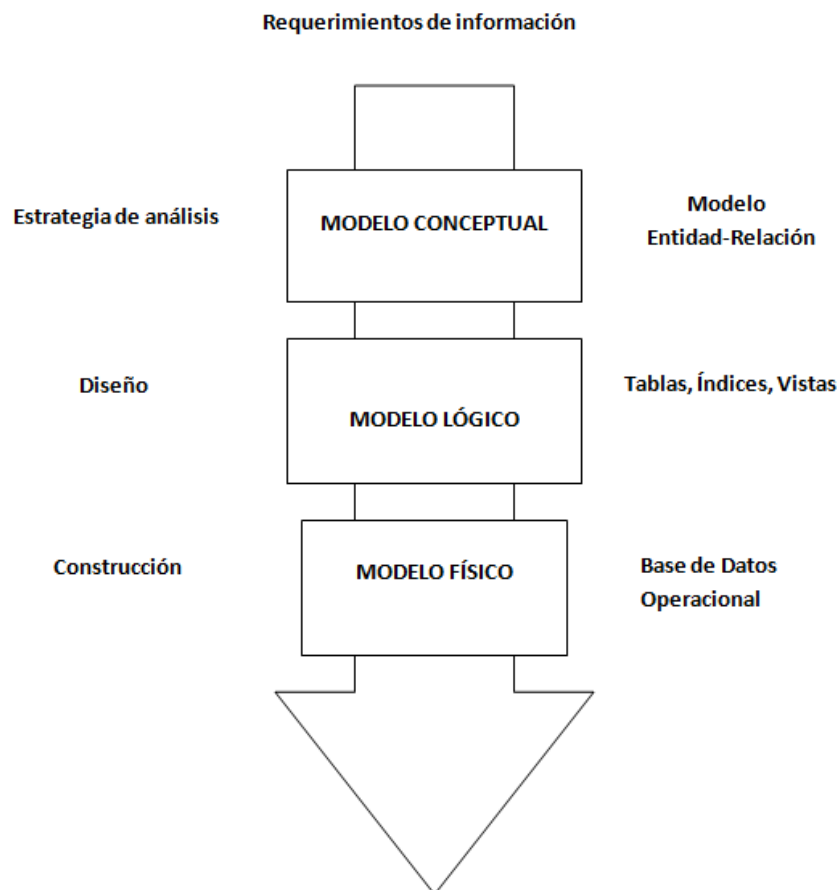 Requerimientos de información
Estrategia de análisis
MODELO CONCEPTUAL
Modelo
Entidad-Relación
Diseño
MODELO LÓGICO
Tablas, Índices, Vistas
Construcción
MODELO FÍSICO
Base de Datos
Operacional